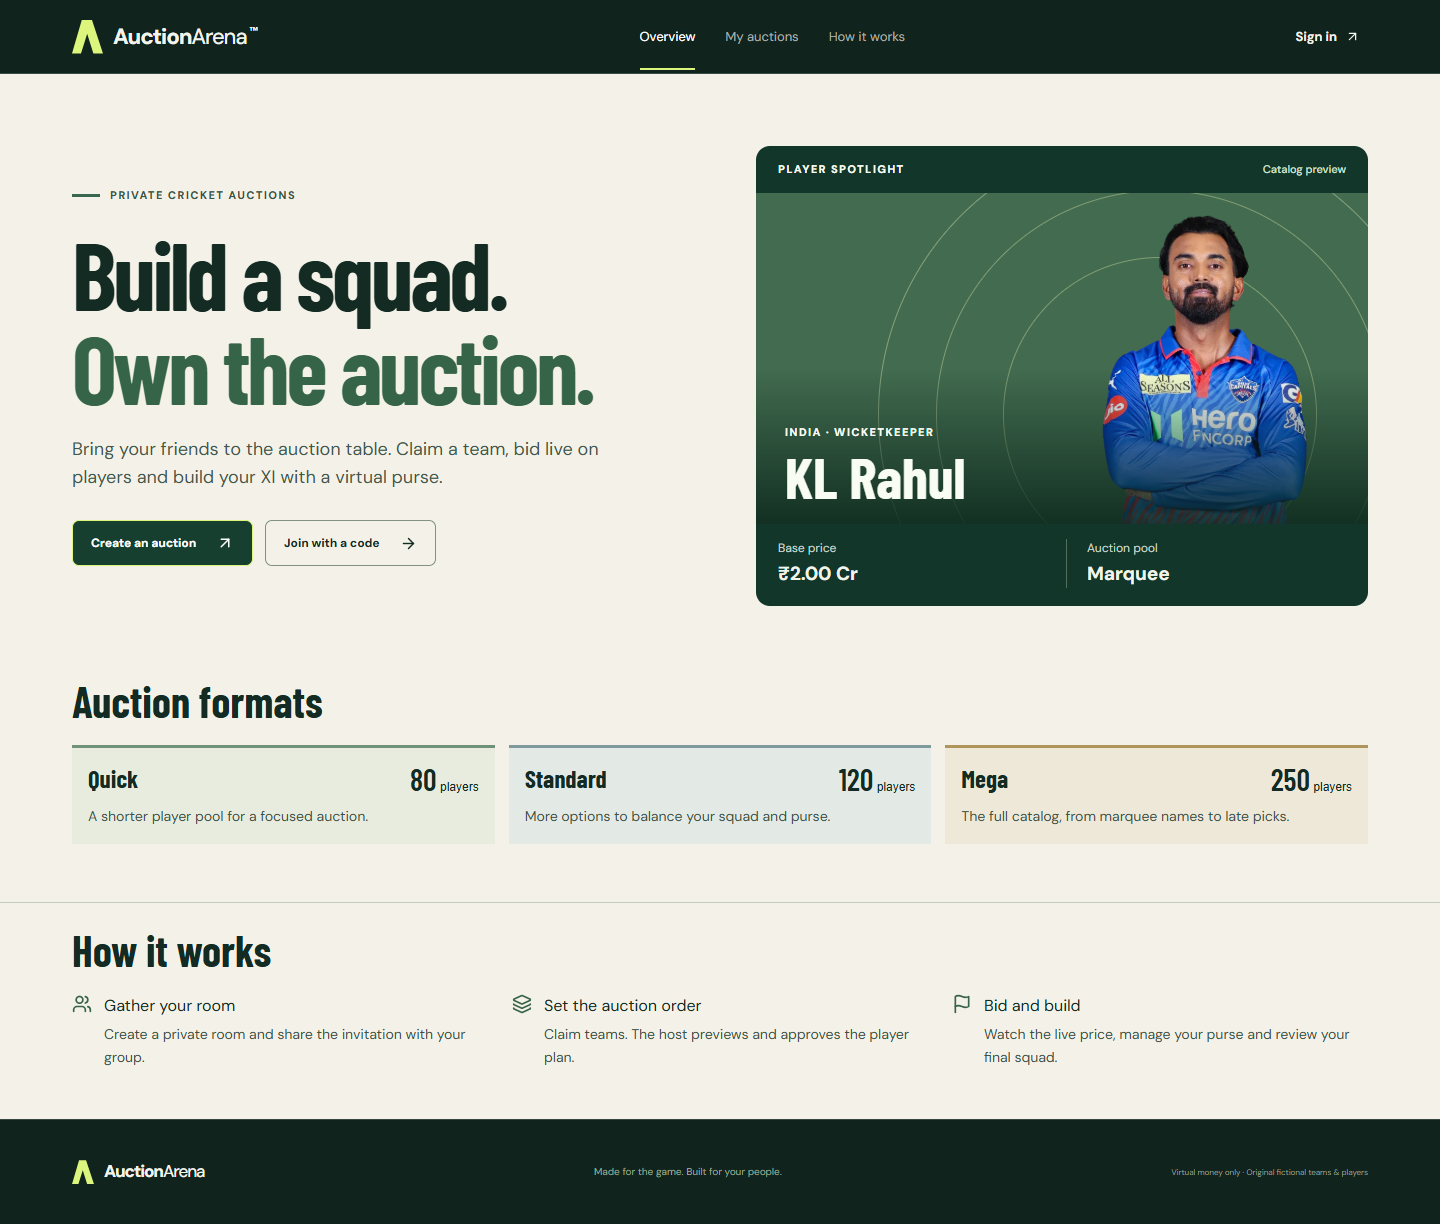 AuctionArena™
Overview
My auctions
How it works
Sign in
PRIVATE CRICKET AUCTIONS
Build a squad.
Own the auction.
Bring your friends to the auction table. Claim a team, bid live on
players and build your XI with a virtual purse.
Create an auction
Join with a code
PLAYER SPOTLIGHT
Catalog preview
ALL
SEASONS
CAPITALS
Jio
Hero
FINCORP
INDIA · WICKETKEEPER
KL Rahul
Base price
₹2.00 Cr
Auction pool
Marquee
Auction formats
Quick
80 players
A shorter player pool for a focused auction.
Standard
120 players
More options to balance your squad and purse.
Mega
250 players
The full catalog, from marquee names to late picks.
How it works
Gather your room
Create a private room and share the invitation with your
group.
Set the auction order
Claim teams. The host previews and approves the player
plan.
Bid and build
Watch the live price, manage your purse and review your
final squad.
AuctionArena
Made for the game. Built for your people.
Virtual money only · Original fictional teams & players